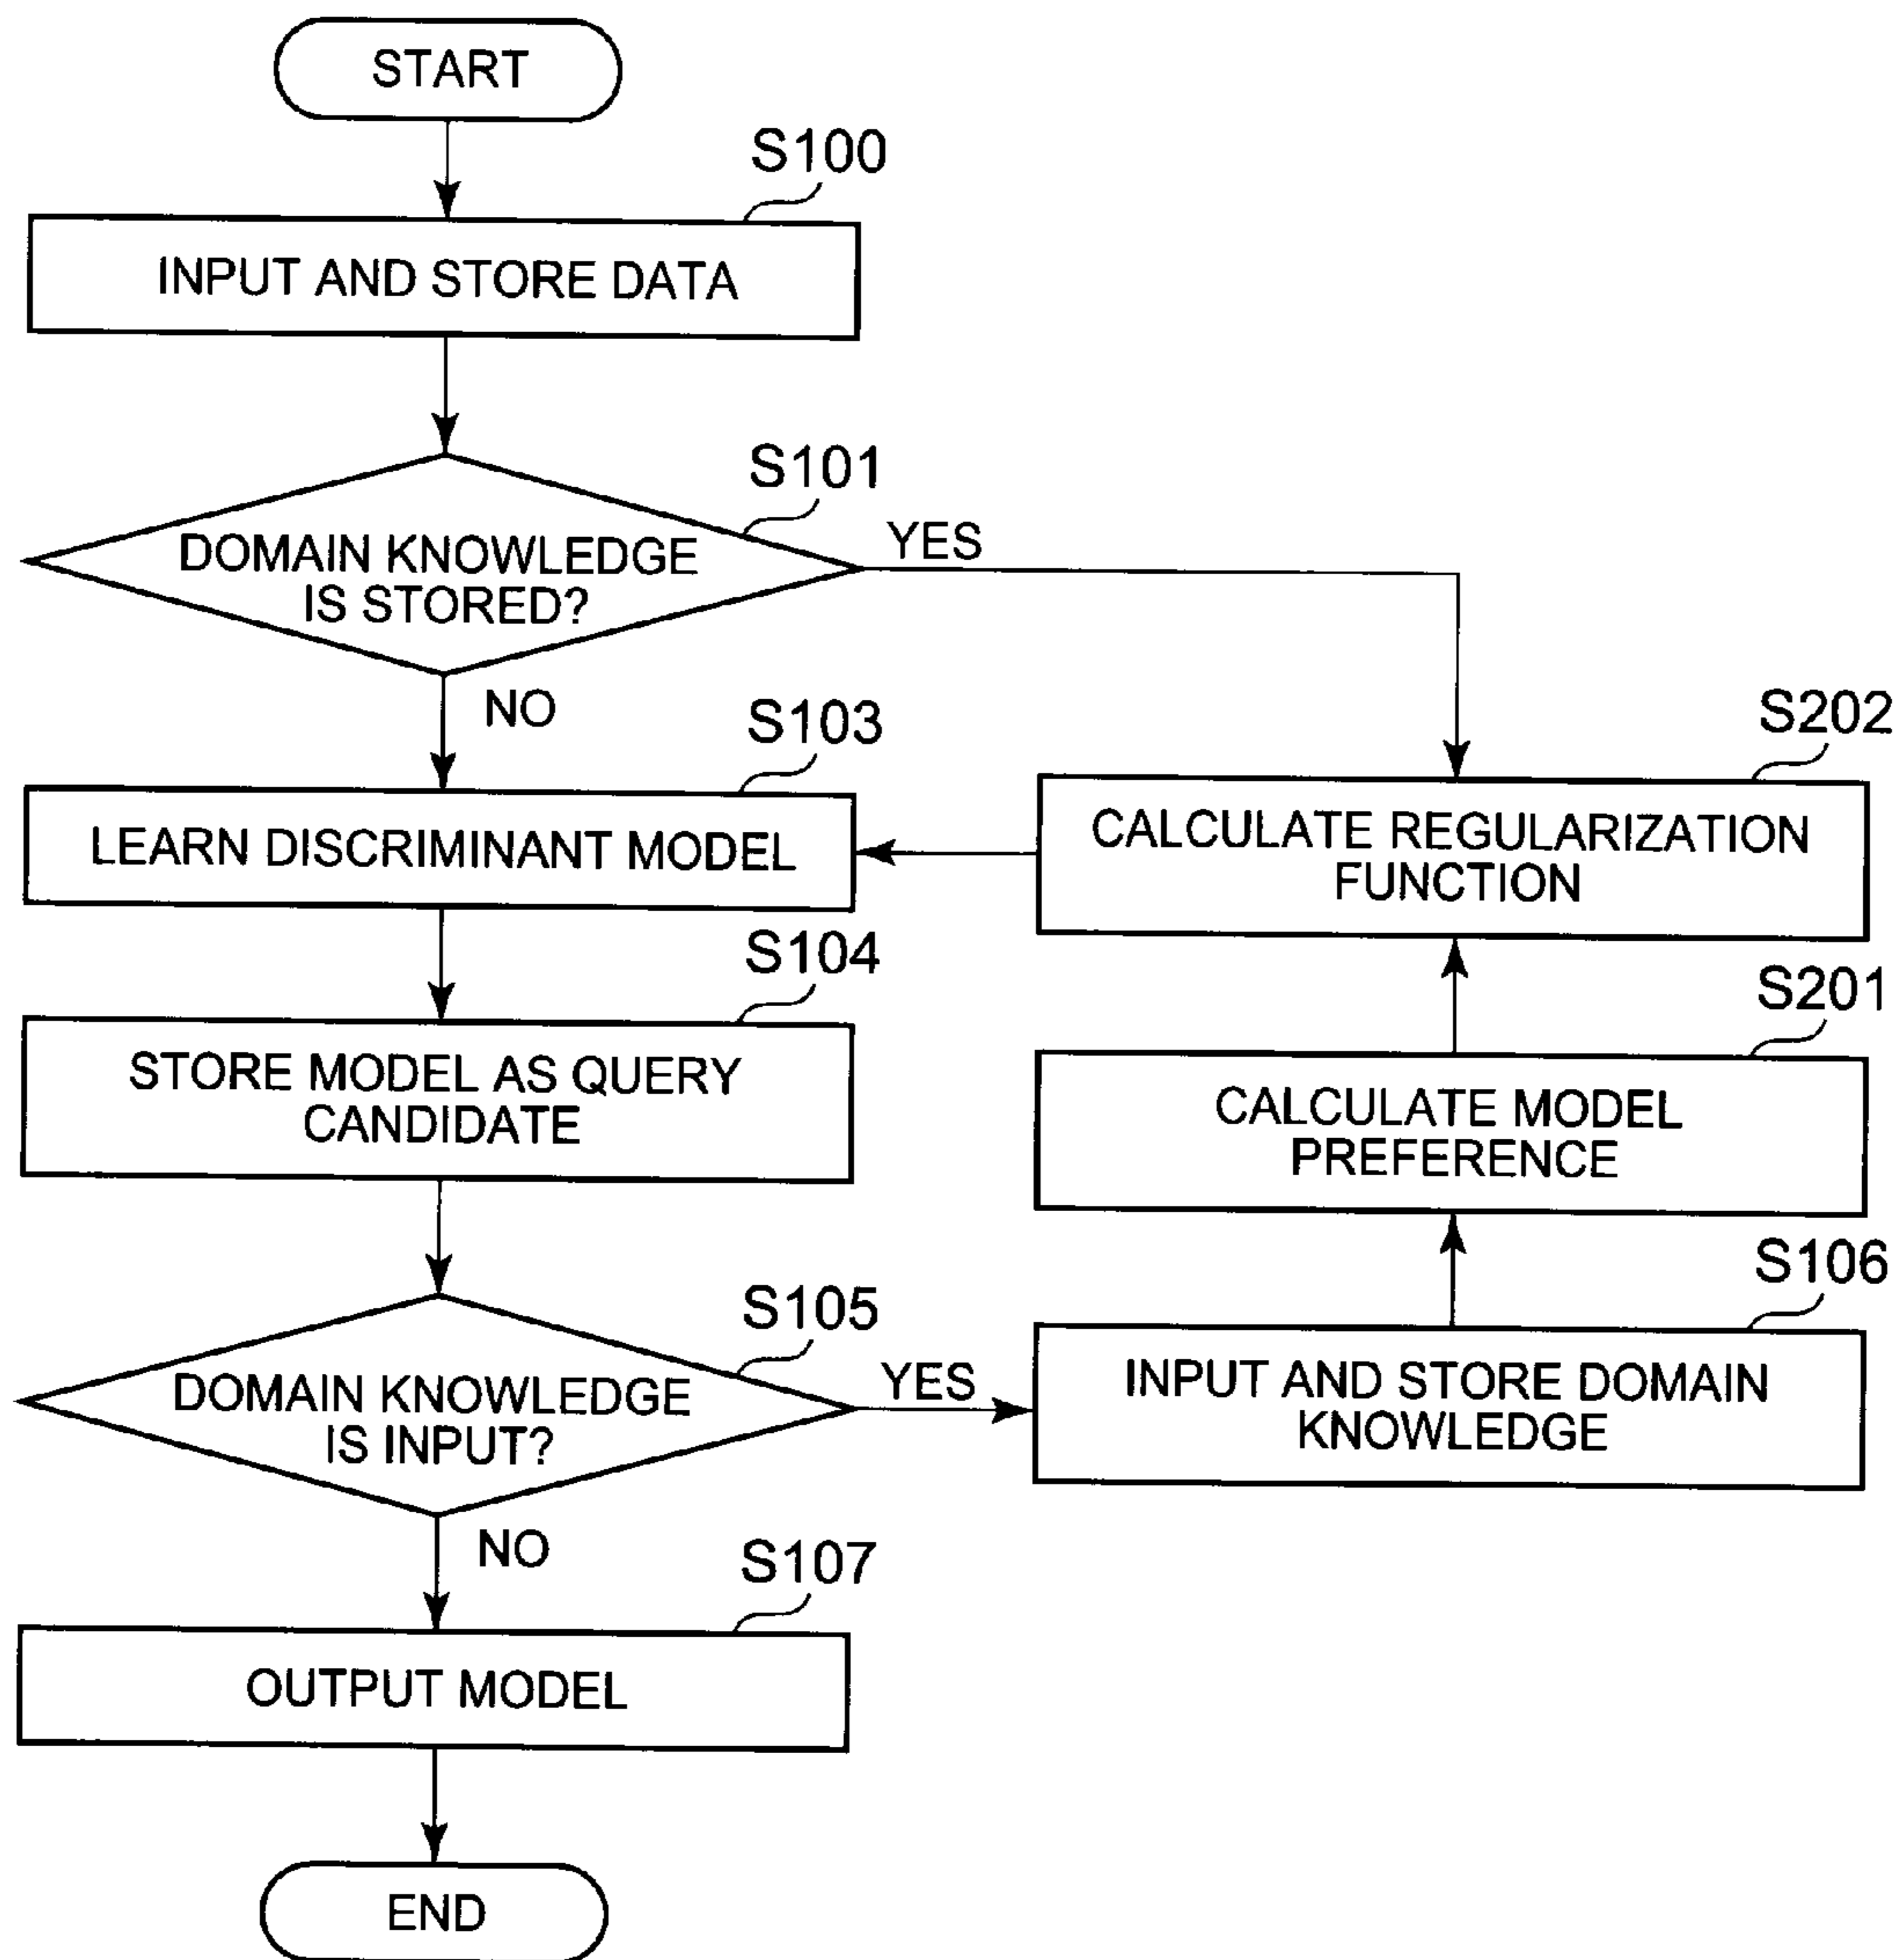 START
S100
INPUT AND STORE DATA
S101
DOMAIN KNOWLEDGE
IS STORED?
YES
NO
S103
LEARN DISCRIMINANT MODEL
S202
CALCULATE REGULARIZATION
FUNCTION
S104
STORE MODEL AS QUERY
CANDIDATE
S201
CALCULATE MODEL
PREFERENCE
S105
DOMAIN KNOWLEDGE
IS INPUT?
YES
S106
INPUT AND STORE DOMAIN
KNOWLEDGE
NO
S107
OUTPUT MODEL
END